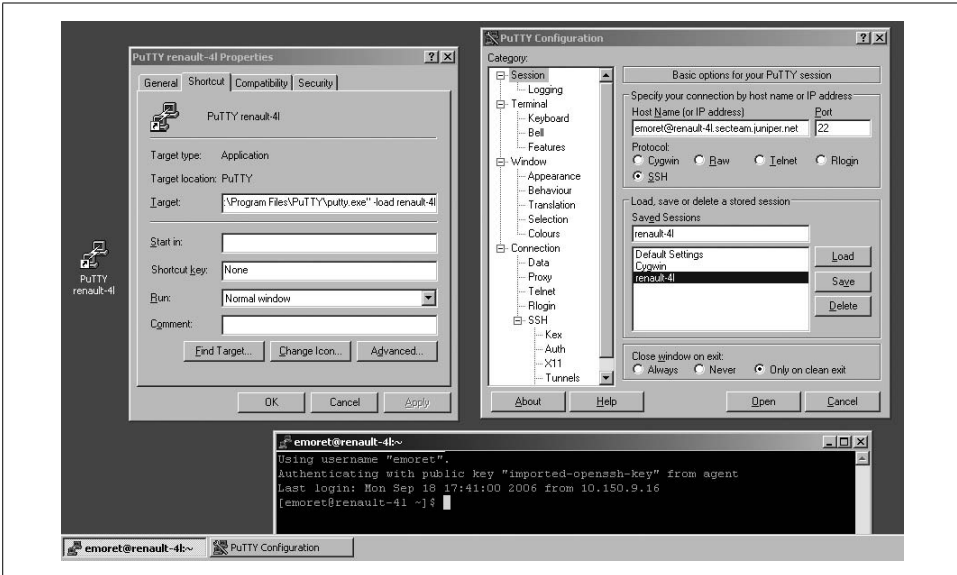 PuTTY renault-4l
PuTTY renault-4l Properties
General
Shortcut
Compatibility
Security
PuTTY renault-4l
Target type: Application
Target location: PuTTY
Target: :\Program Files\PuTTY\putty.exe" -load renault-4l
Start in:
Shortcut key: None
Run: Normal window
Comment:
Find Target...
Change Icon...
Advanced...
OK
Cancel
Apply
PuTTY Configuration
Category:
Session
Logging
Terminal
Keyboard
Bell
Features
Window
Appearance
Behaviour
Translation
Selection
Colours
Connection
Data
Proxy
Telnet
Rlogin
SSH
Kex
Auth
X11
Tunnels
Basic options for your PuTTY session
Specify your connection by host name or IP address
Host Name (or IP address) Port
emoret@renault-4l.secteam.juniper.net 22
Protocol:
Cygwin Raw Telnet Rlogin
SSH
Load, save or delete a stored session
Saved Sessions
renault-4l
Default Settings
Cygwin
renault-4l
Load
Save
Delete
Close window on exit:
Always Never Only on clean exit
About
Help
Open
Cancel
emoret@renault-4l:~
Using username "emoret".
Authenticating with public key "imported-openssh-key" from agent
Last login: Mon Sep 18 17:41:00 2006 from 10.150.9.16
[emoret@renault-4l ~]$
emoret@renault-4l:~
PuTTY Configuration